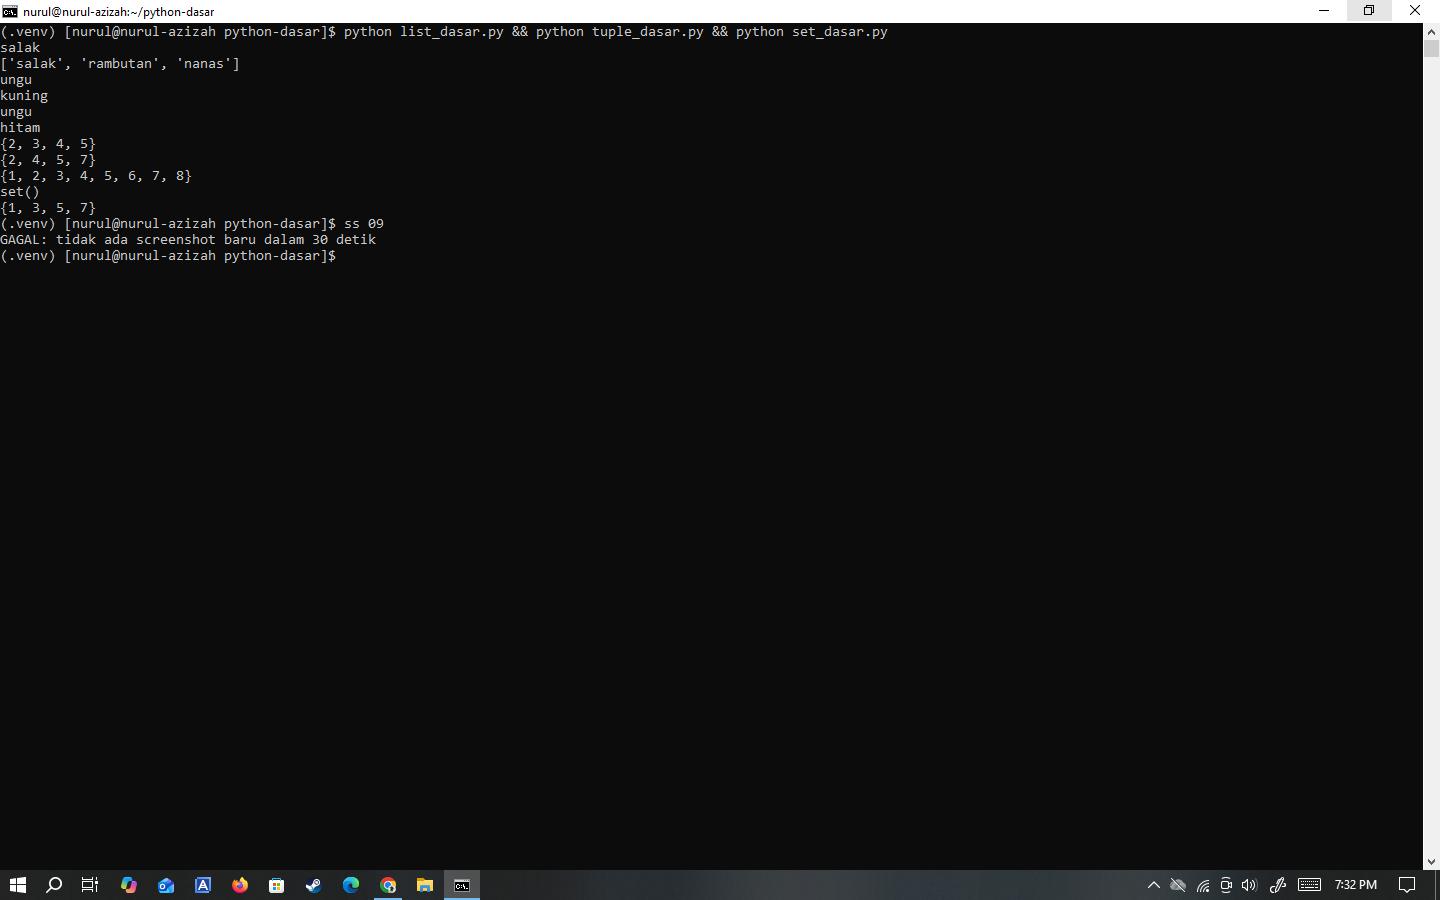 nurul@nurul-azizah:~/python-dasar
(.venv) [nurul@nurul-azizah python-dasar]$ python list_dasar.py && python tuple_dasar.py && python set_dasar.py
salak
['salak', 'rambutan', 'nanas']
ungu
kuning
ungu
hitam
{2, 3, 4, 5}
{2, 4, 5, 7}
{1, 2, 3, 4, 5, 6, 7, 8}
set()
{1, 3, 5, 7}
(.venv) [nurul@nurul-azizah python-dasar]$ ss 09
GAGAL: tidak ada screenshot baru dalam 30 detik
(.venv) [nurul@nurul-azizah python-dasar]$
7:32 PM